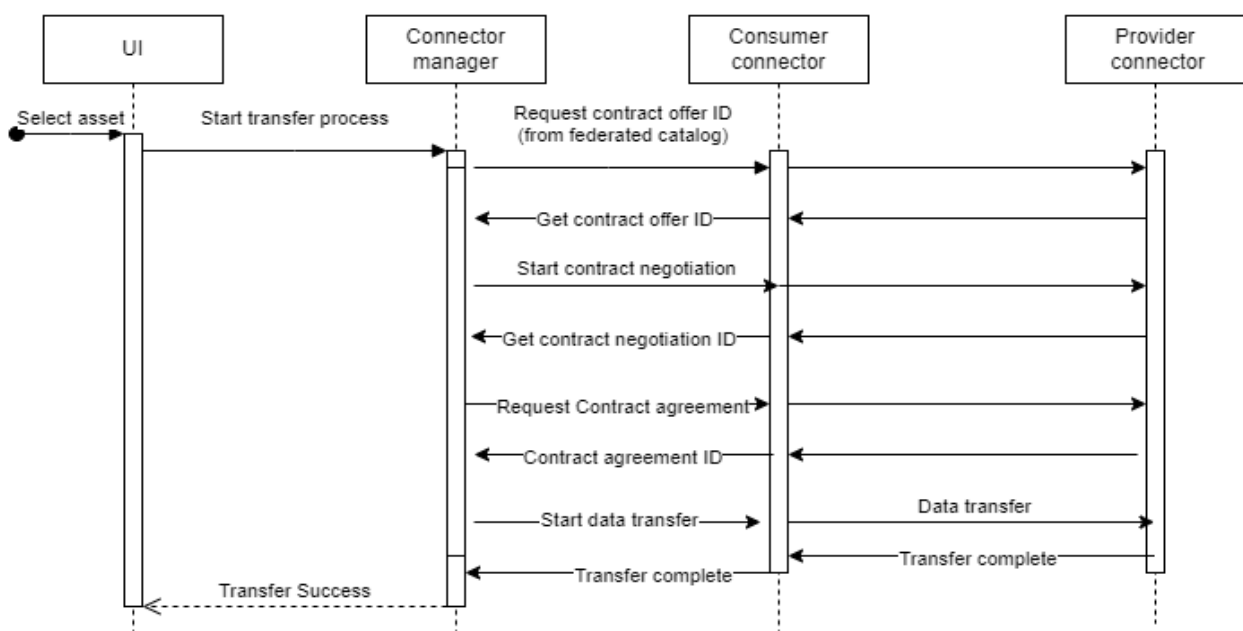 UI
Connector
manager
Consumer
connector
Provider
connector
Select asset
Start transfer process
Request contract offer ID
(from federated catalog)
Get contract offer ID
Start contract negotiation
Get contract negotiation ID
Request Contract agreement
Contract agreement ID
Start data transfer
Data transfer
Transfer complete
Transfer complete
Transfer Success